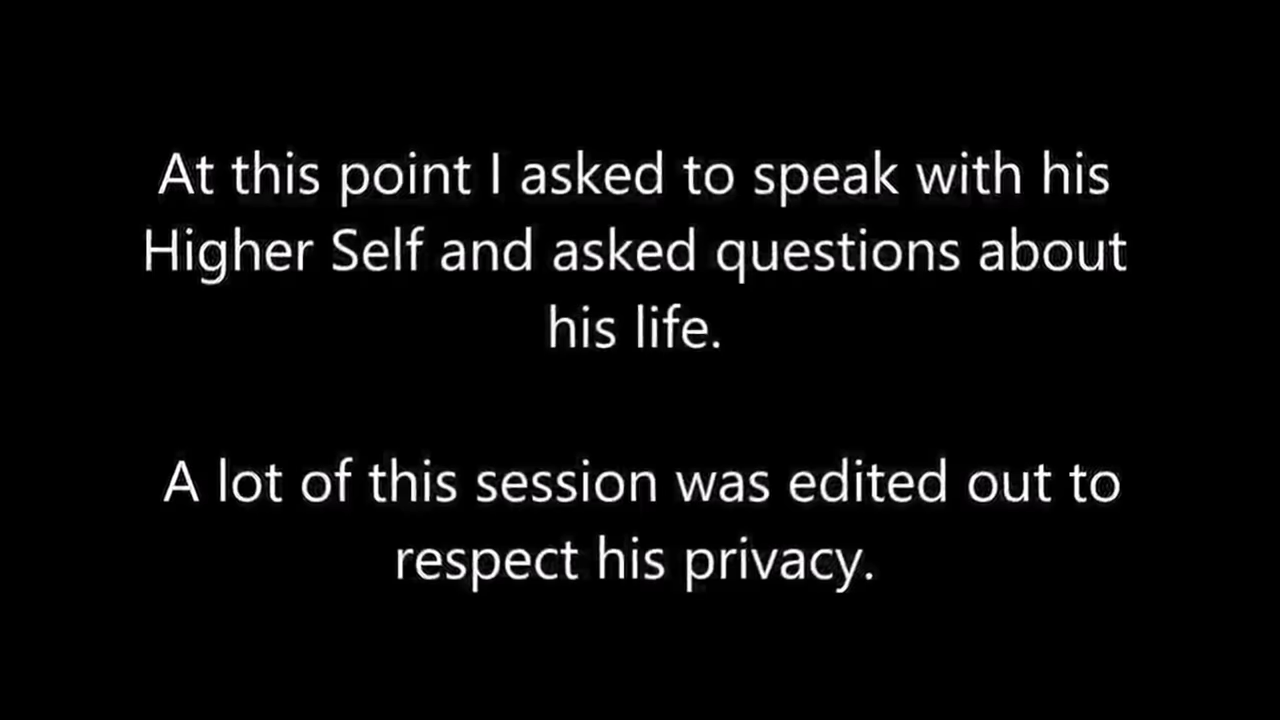 At this point I asked to speak with his
Higher Self and asked questions about
his life.
A lot of this session was edited out to
respect his privacy.